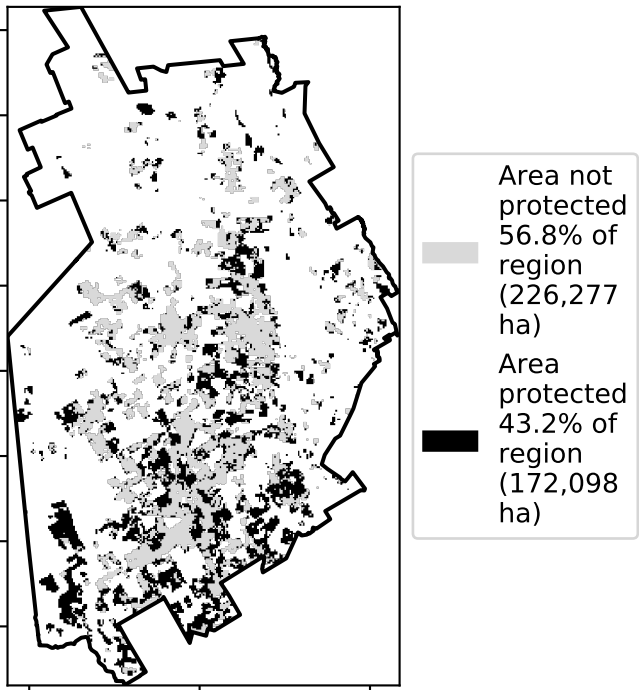 Area not
protected
56.8% of
region
(226,277
ha)
Area
protected
43.2% of
region
(172,098
ha)